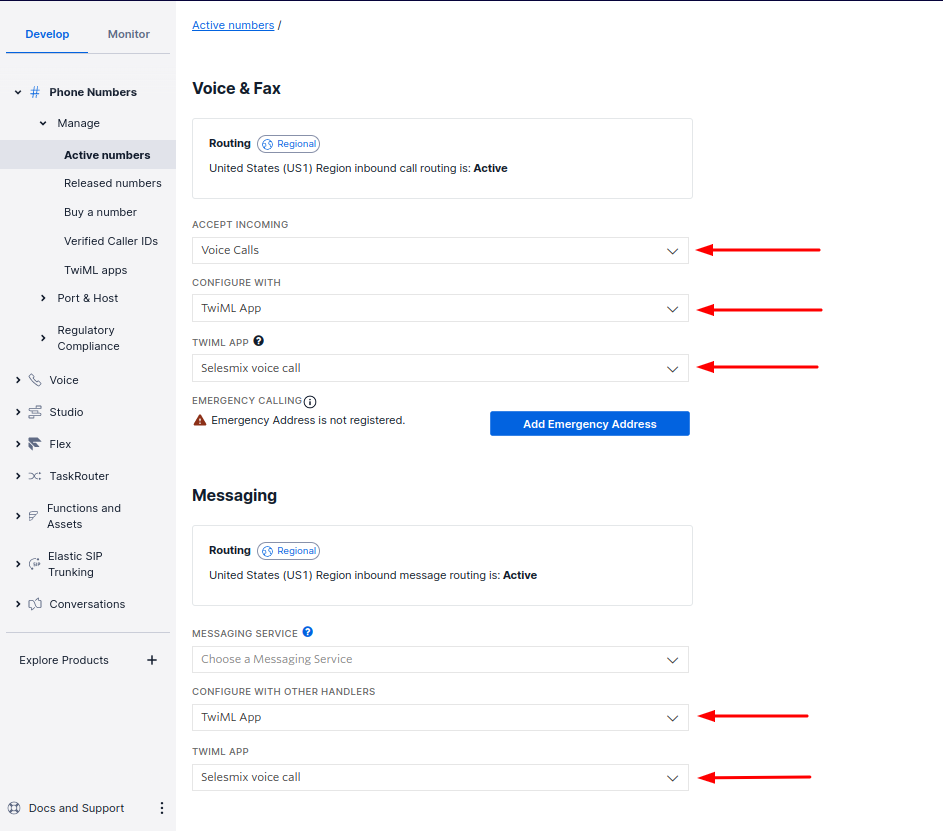 Develop
Monitor
# Phone Numbers
Manage
Active numbers
Released numbers
Buy a number
Verified Caller IDs
TwiML apps
Port & Host
Regulatory
Compliance
Voice
Studio
Flex
TaskRouter
Functions and
Assets
Elastic SIP
Trunking
Conversations
Explore Products +
Docs and Support
Active numbers /
Voice & Fax
Routing Regional
United States (US1) Region inbound call routing is: Active
ACCEPT INCOMING
Voice Calls
CONFIGURE WITH
TwiML App
TWIML APP ?
Selesmix voice call
EMERGENCY CALLING
Emergency Address is not registered.
Add Emergency Address
Messaging
Routing Regional
United States (US1) Region inbound message routing is: Active
MESSAGING SERVICE ?
Choose a Messaging Service
CONFIGURE WITH OTHER HANDLERS
TwiML App
TWIML APP
Selesmix voice call